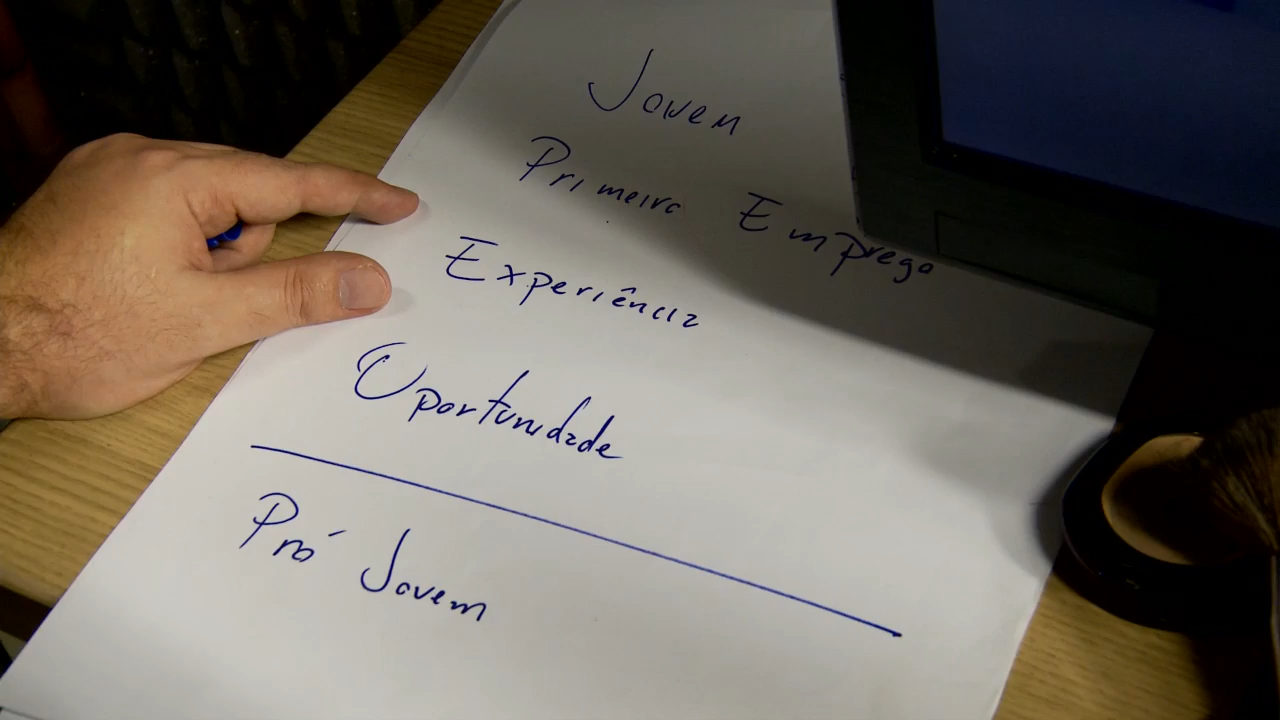 Jovem
Primeiro Emprego
Experiência
Oportunidade
Pró Jovem